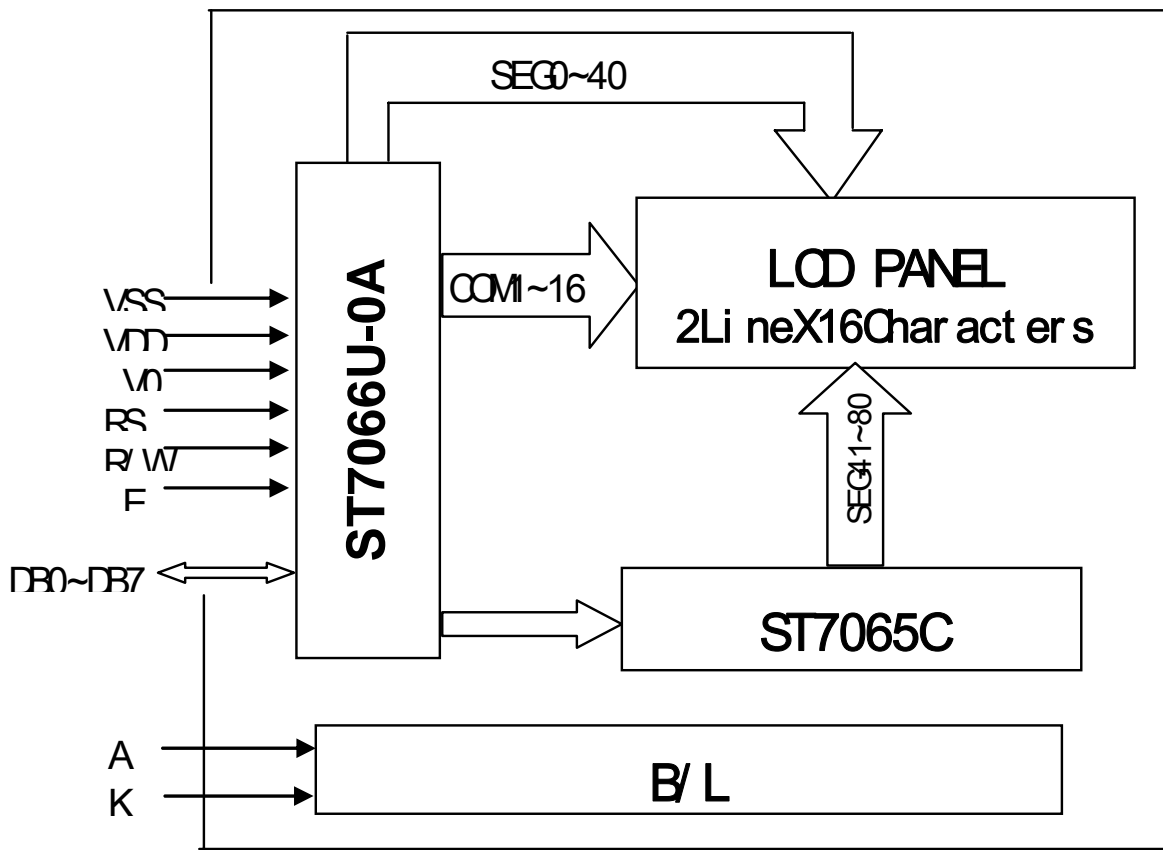 SEG0~40
LCD PANEL
2LineX16Characters
COM1~16
VSS
VDD
V0
RS
R/W
E
ST7066U-0A
SEG41~80
DB0~DB7
ST7065C
A
K
B/L